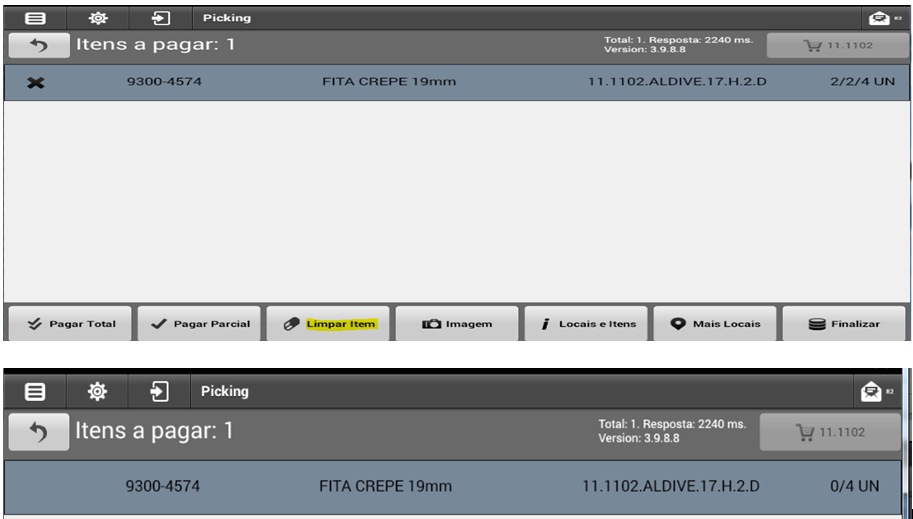 Picking 82
Itens a pagar: 1 Total: 1. Resposta: 2240 ms. 11.1102
Version: 3.9.8.8
9300-4574 FITA CREPE 19mm 11.1102.ALDIVE.17.H.2.D 2/2/4 UN
Pagar Total Pagar Parcial Limpar Item Imagem Locais e Itens Mais Locais Finalizar
Picking 82
Itens a pagar: 1 Total: 1. Resposta: 2240 ms. 11.1102
Version: 3.9.8.8
9300-4574 FITA CREPE 19mm 11.1102.ALDIVE.17.H.2.D 0/4 UN